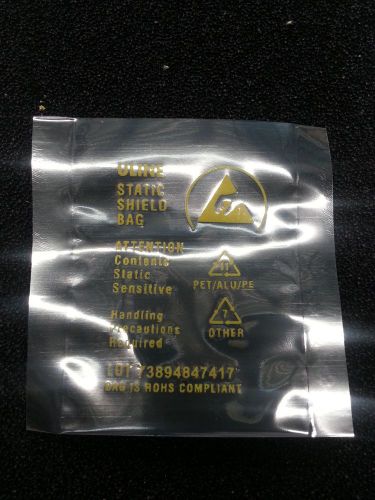 ULINE
STATIC
SHIELD
BAG
ATTENTION
Contents
Static
Sensitive
PET/ALU/PE
Handling
Precautions
Required
7
OTHER
LOT 73894847417
BAG IS ROHS COMPLIANT